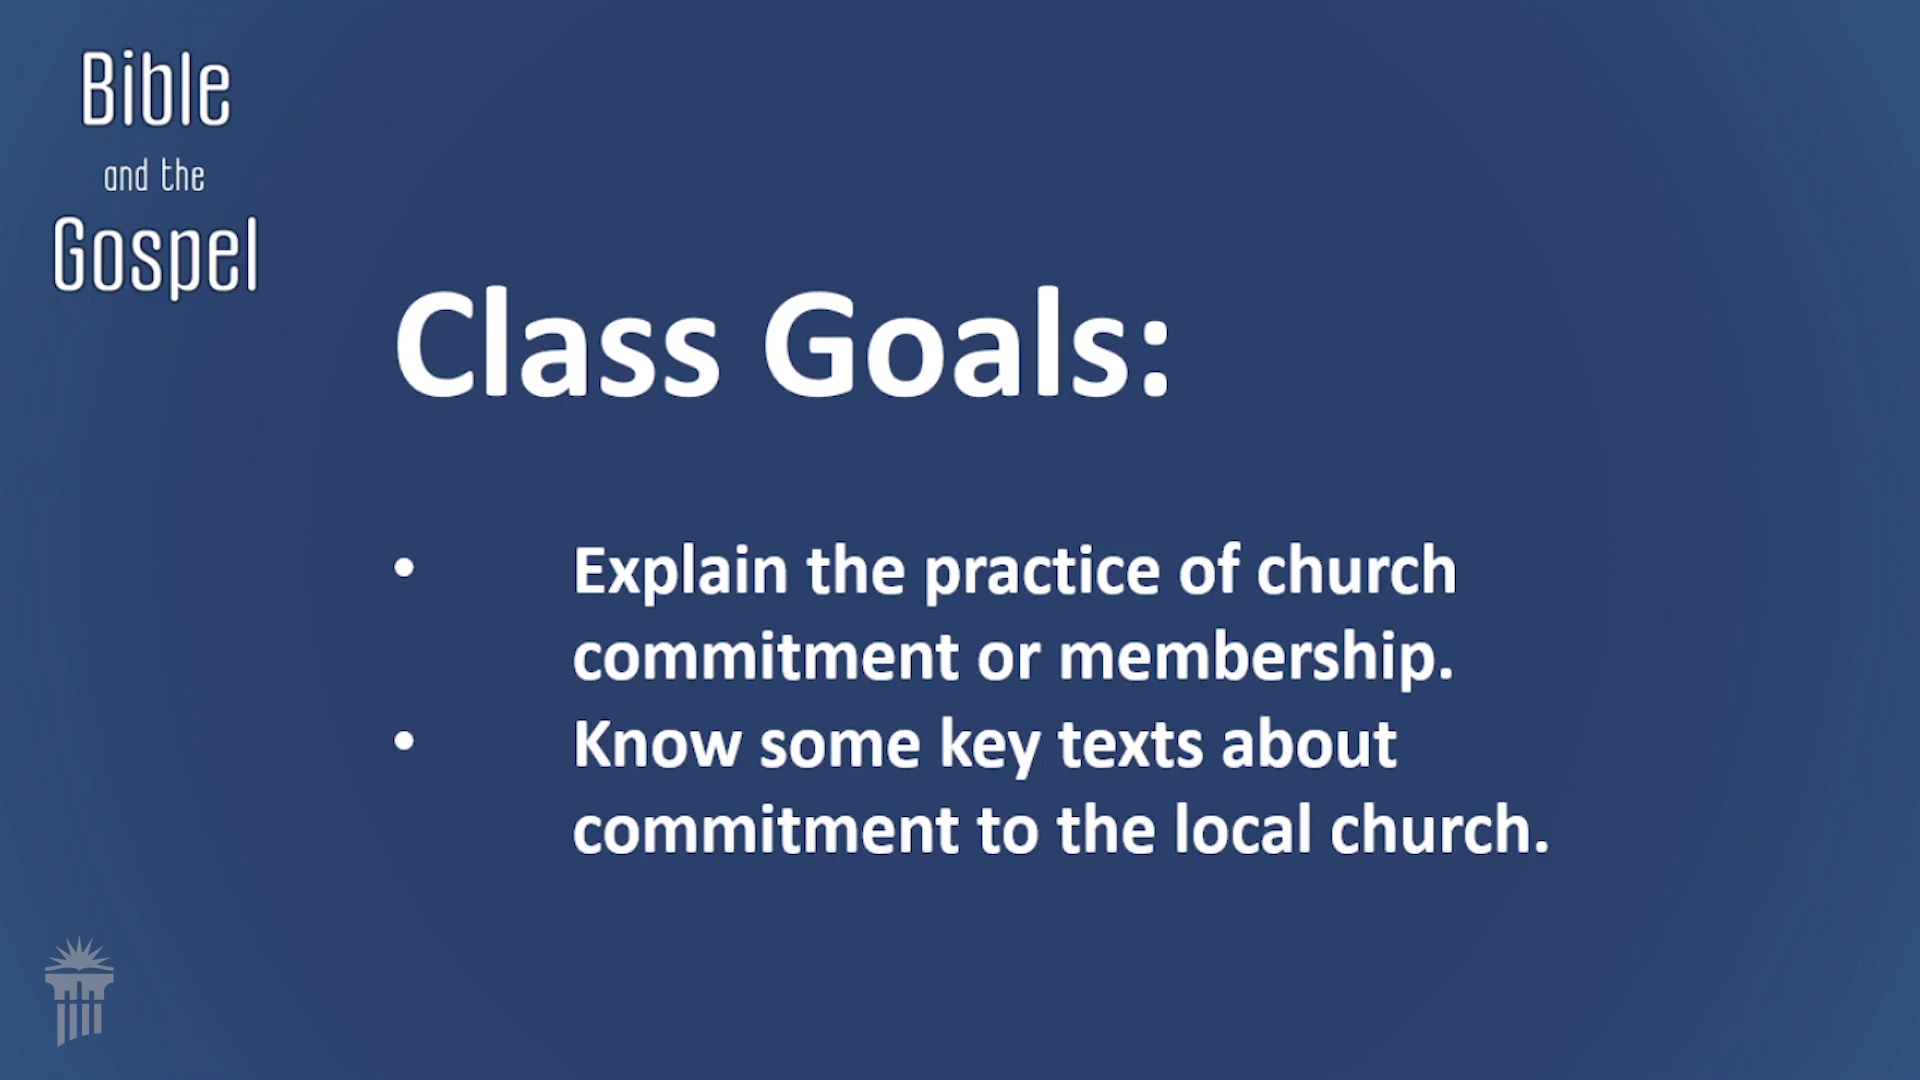 Bible
and the
Gospel
Class Goals:
• Explain the practice of church
commitment or membership.
• Know some key texts about
commitment to the local church.